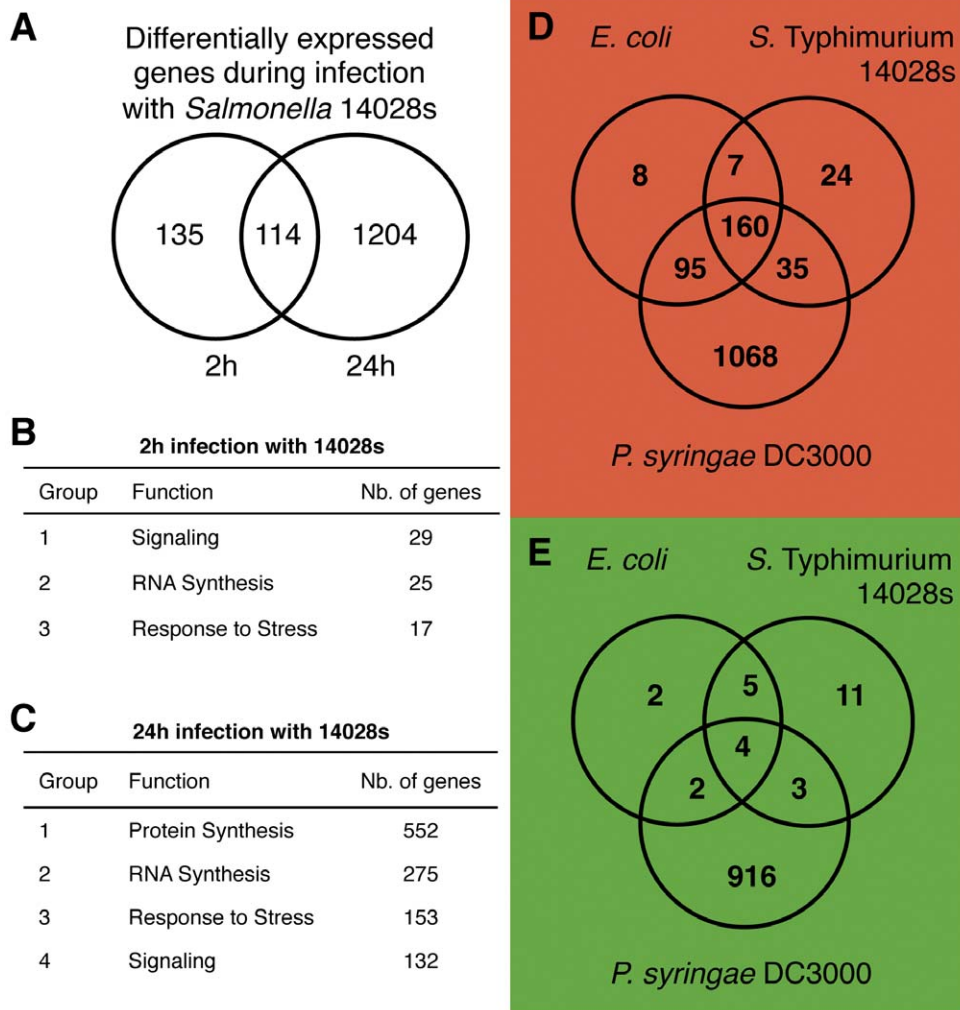 A
Differentially expressed
genes during infection
with Salmonella 14028s
135 114 1204
2h 24h
B
2h infection with 14028s
Group Function Nb. of genes
1 Signaling 29
2 RNA Synthesis 25
3 Response to Stress 17
C
24h infection with 14028s
Group Function Nb. of genes
1 Protein Synthesis 552
2 RNA Synthesis 275
3 Response to Stress 153
4 Signaling 132
D
E. coli S. Typhimurium
14028s
8 7 24
160
95 35
1068
P. syringae DC3000
E
E. coli S. Typhimurium
14028s
2 5 11
4
2 3
916
P. syringae DC3000